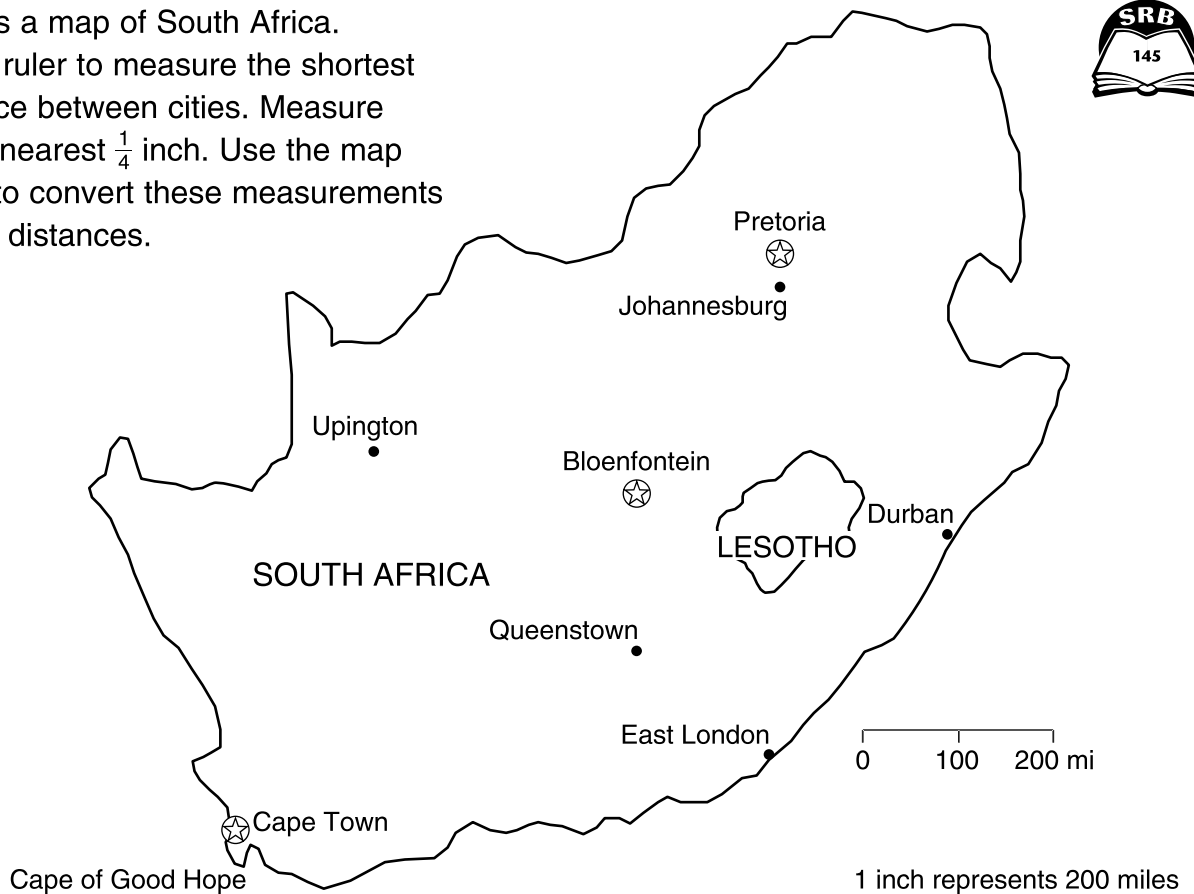 s a map of South Africa.
ruler to measure the shortest
ce between cities. Measure
nearest 1/4 inch. Use the map
to convert these measurements
distances.
SRB
145
Pretoria
Johannesburg
Upington
Bloenfontein
Durban
LESOTHO
SOUTH AFRICA
Queenstown
East London
0 100 200 mi
Cape Town
Cape of Good Hope
1 inch represents 200 miles